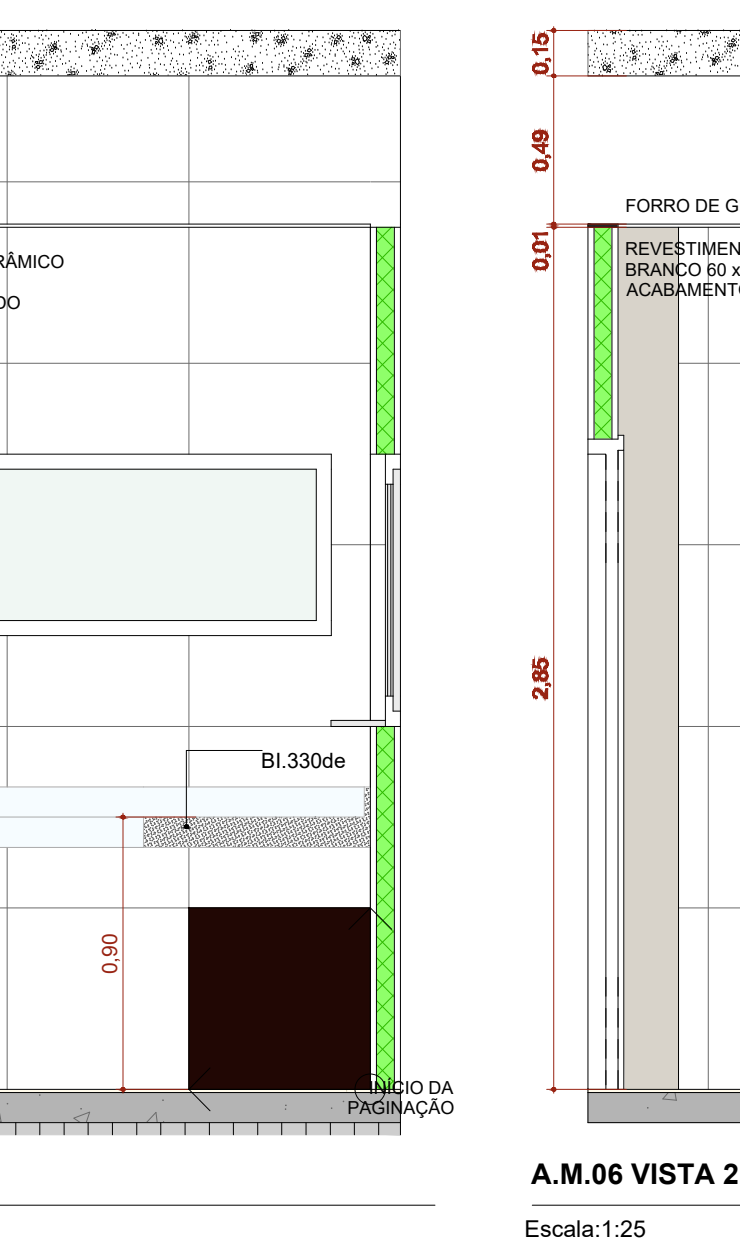 RÂMICO
DO
BI.330de
0,90
INÍCIO DA
PAGINAÇÃO
0,15
0,49
0,01
2,85
FORRO DE G
REVESTIMEN
BRANCO 60 x
ACABAMENTO
A.M.06 VISTA 2
Escala:1:25